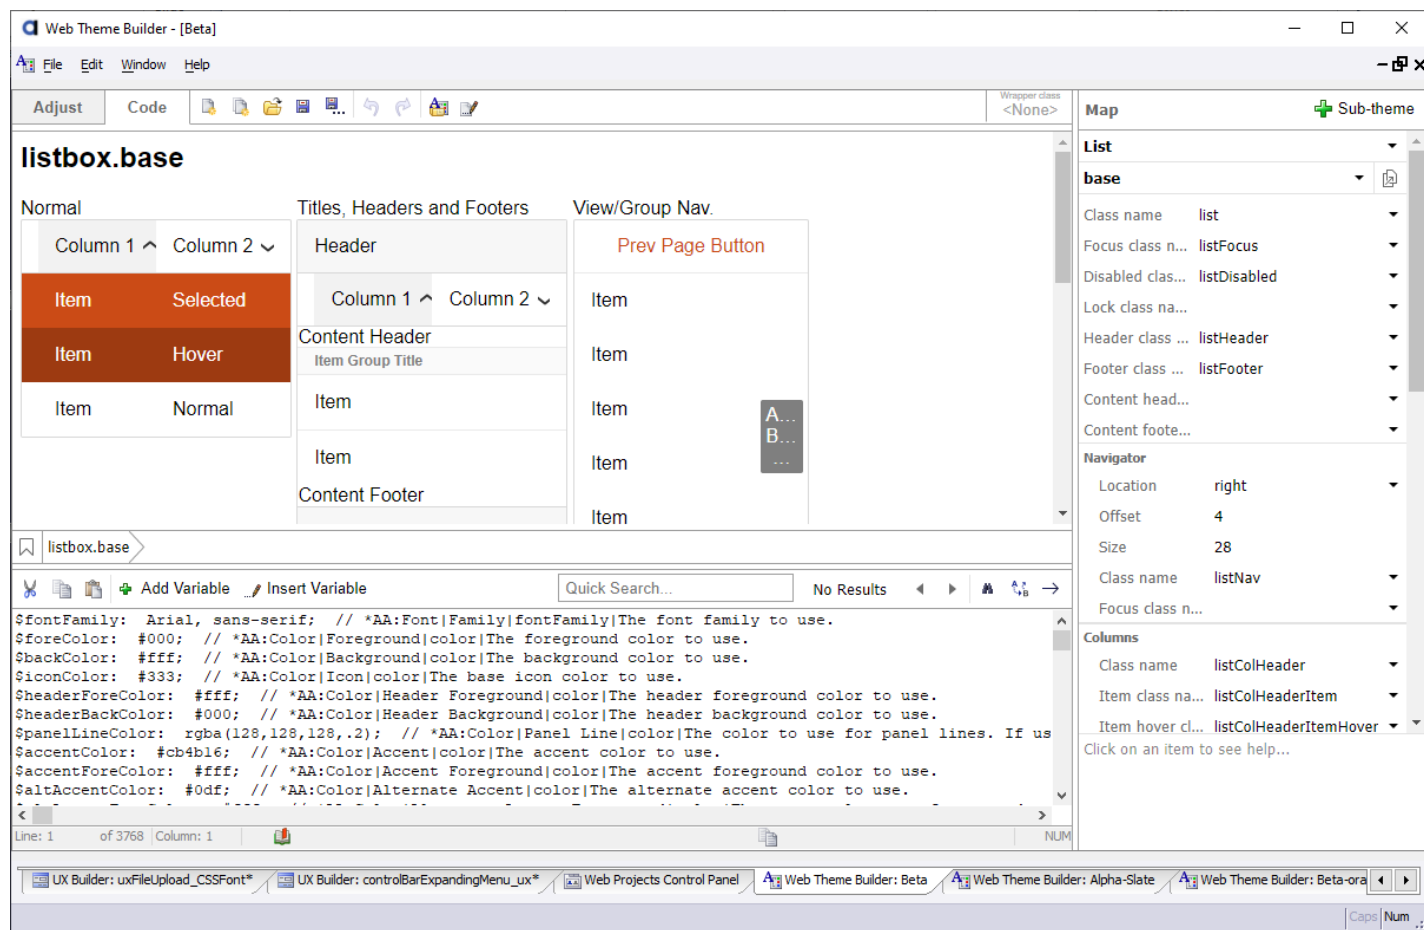 Web Theme Builder - [Beta]
File Edit Window Help
Adjust Code
Wrapper class
<None>
Map Sub-theme
listbox.base
Normal
Column 1 Column 2
Item Selected
Item Hover
Item Normal
Titles, Headers and Footers
Header
Column 1 Column 2
Content Header
Item Group Title
Item
Item
Content Footer
View/Group Nav.
Prev Page Button
Item
Item
Item
Item
Item
A...
B...
...
List
base
Class name list
Focus class n... listFocus
Disabled clas... listDisabled
Lock class na...
Header class ... listHeader
Footer class ... listFooter
Content head...
Content foote...
Navigator
Location right
Offset 4
Size 28
Class name listNav
Focus class n...
Columns
Class name listColHeader
Item class na... listColHeaderItem
Item hover cl... listColHeaderItemHover
Click on an item to see help...
listbox.base
Add Variable Insert Variable Quick Search... No Results
$fontFamily: Arial, sans-serif; // *AA:Font|Family|fontFamily|The font family to use.
$foreColor: #000; // *AA:Color|Foreground|color|The foreground color to use.
$backColor: #fff; // *AA:Color|Background|color|The background color to use.
$iconColor: #333; // *AA:Color|Icon|color|The base icon color to use.
$headerForeColor: #fff; // *AA:Color|Header Foreground|color|The header foreground color to use.
$headerBackColor: #000; // *AA:Color|Header Background|color|The header background color to use.
$panelLineColor: rgba(128,128,128,.2); // *AA:Color|Panel Line|color|The color to use for panel lines. If us
$accentColor: #cb4b16; // *AA:Color|Accent|color|The accent color to use.
$accentForeColor: #fff; // *AA:Color|Accent Foreground|color|The accent foreground color to use.
$altAccentColor: #0df; // *AA:Color|Alternate Accent|color|The alternate accent color to use.
Line: 1 of 3768 Column: 1 NUM
UX Builder: uxFileUpload_CSSFont* UX Builder: controlBarExpandingMenu_ux* Web Projects Control Panel Web Theme Builder: Beta Web Theme Builder: Alpha-Slate Web Theme Builder: Beta-ora
Caps Num